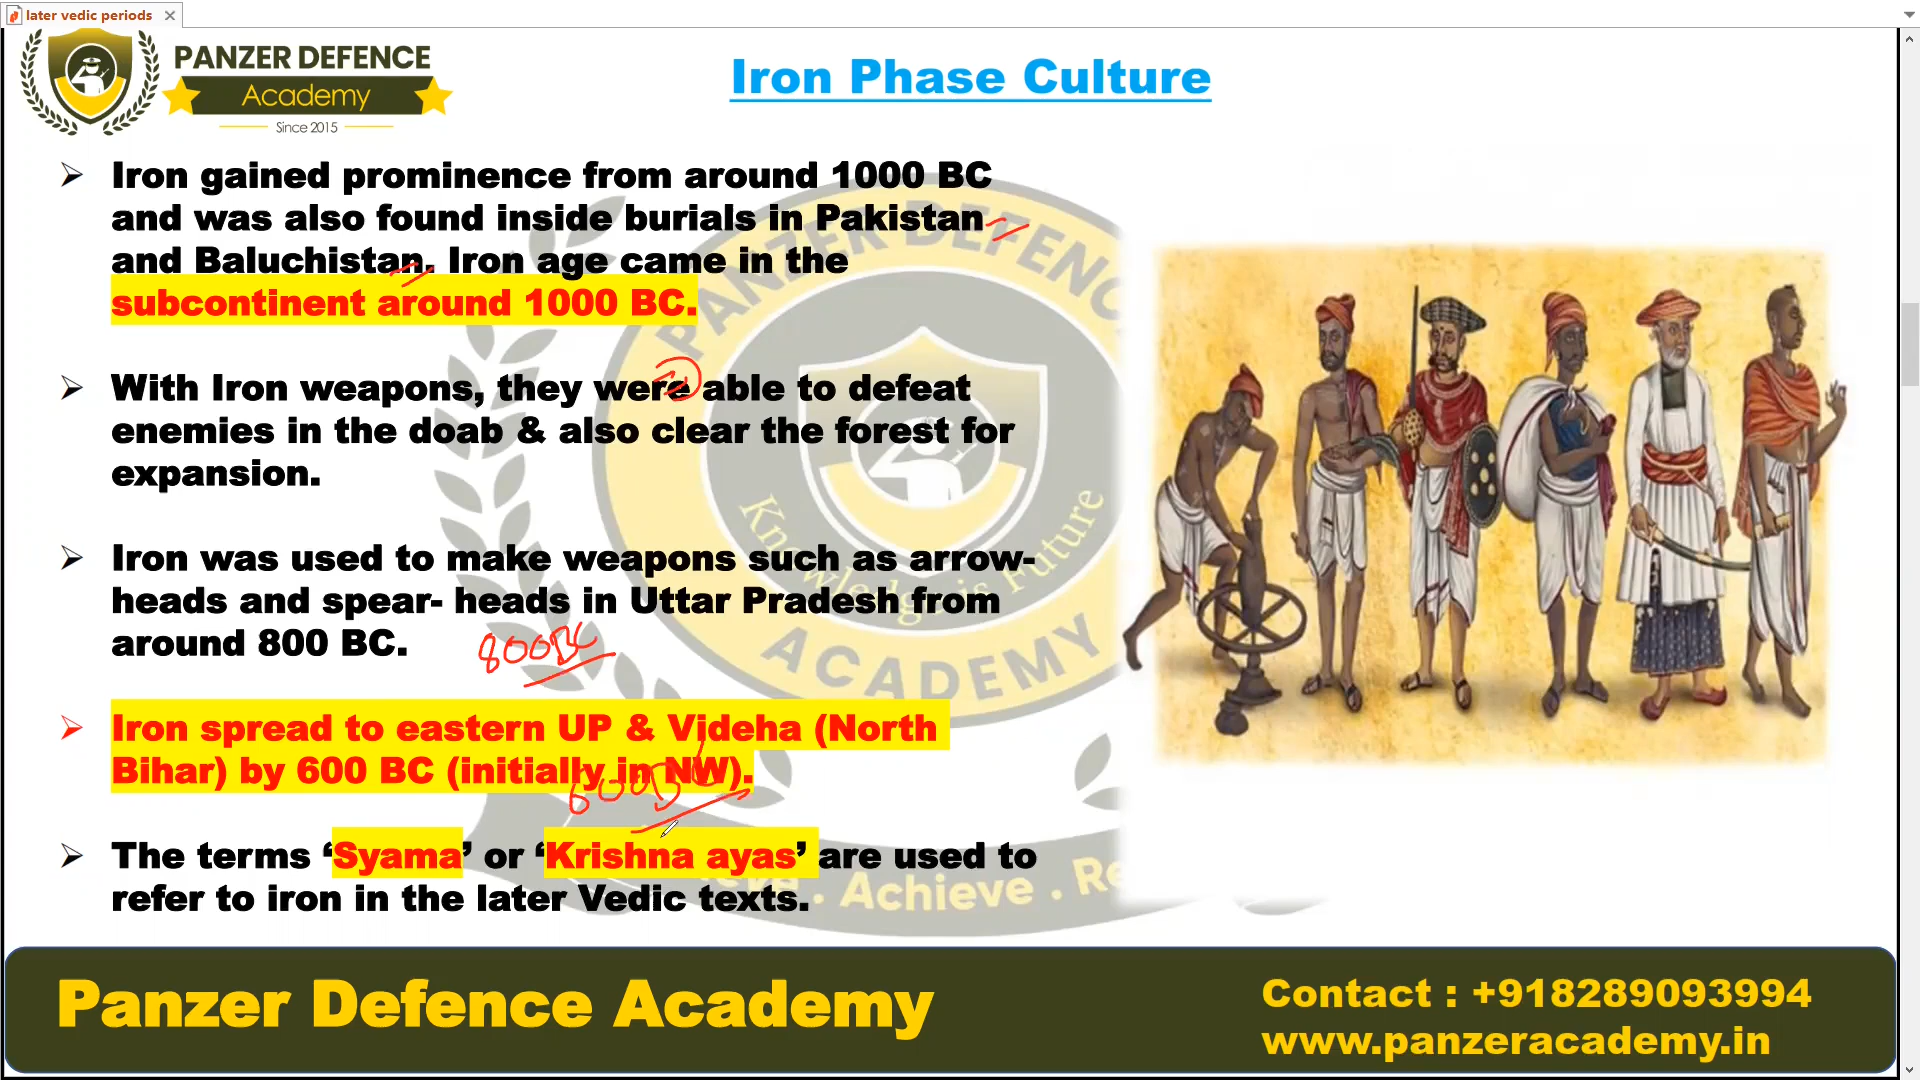 later vedic periods
PANZER DEFENCE
Academy
Since 2015
Iron Phase Culture
Iron gained prominence from around 1000 BC
and was also found inside burials in Pakistan
and Baluchistan. Iron age came in the
subcontinent around 1000 BC.
With Iron weapons, they were able to defeat
enemies in the doab & also clear the forest for
expansion.
Iron was used to make weapons such as arrow-
heads and spear- heads in Uttar Pradesh from
around 800 BC.
800BC
Iron spread to eastern UP & Videha (North
Bihar) by 600 BC (initially in NW).
600BC
The terms ‘Syama’ or ‘Krishna ayas’ are used to
refer to iron in the later Vedic texts.
PANZER DEFENC
Knowledge is Future
ACADEMY
. Achieve . Re
Panzer Defence Academy
Contact : +918289093994
www.panzeracademy.in